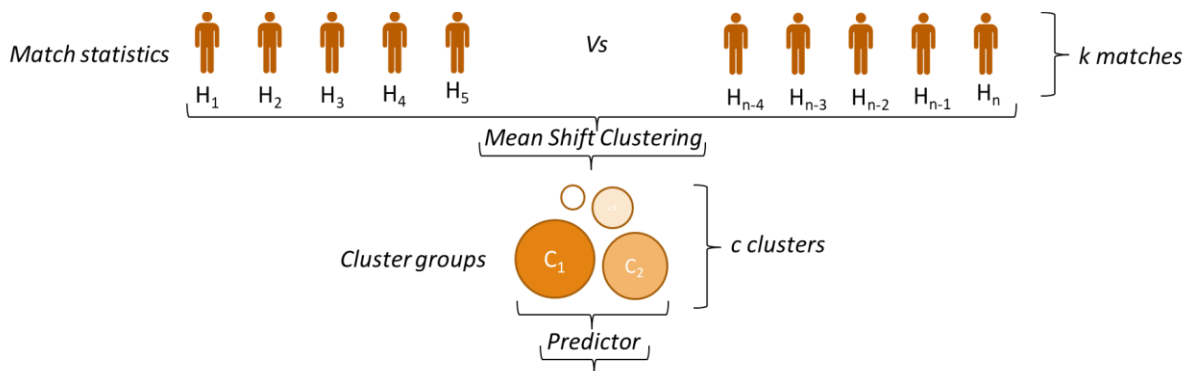 Match statistics
Vs
k matches
H₁ H₂ H₃ H₄ H₅ Hₙ₋₄ Hₙ₋₃ Hₙ₋₂ Hₙ₋₁ Hₙ
Mean Shift Clustering
Cluster groups
C₁ C₂
c clusters
Predictor